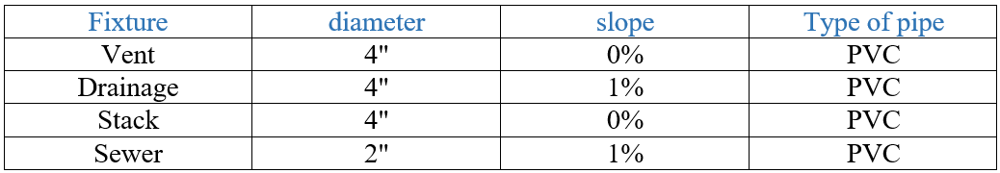 Fixture diameter slope Type of pipe
Vent 4" 0% PVC
Drainage 4" 1% PVC
Stack 4" 0% PVC
Sewer 2" 1% PVC